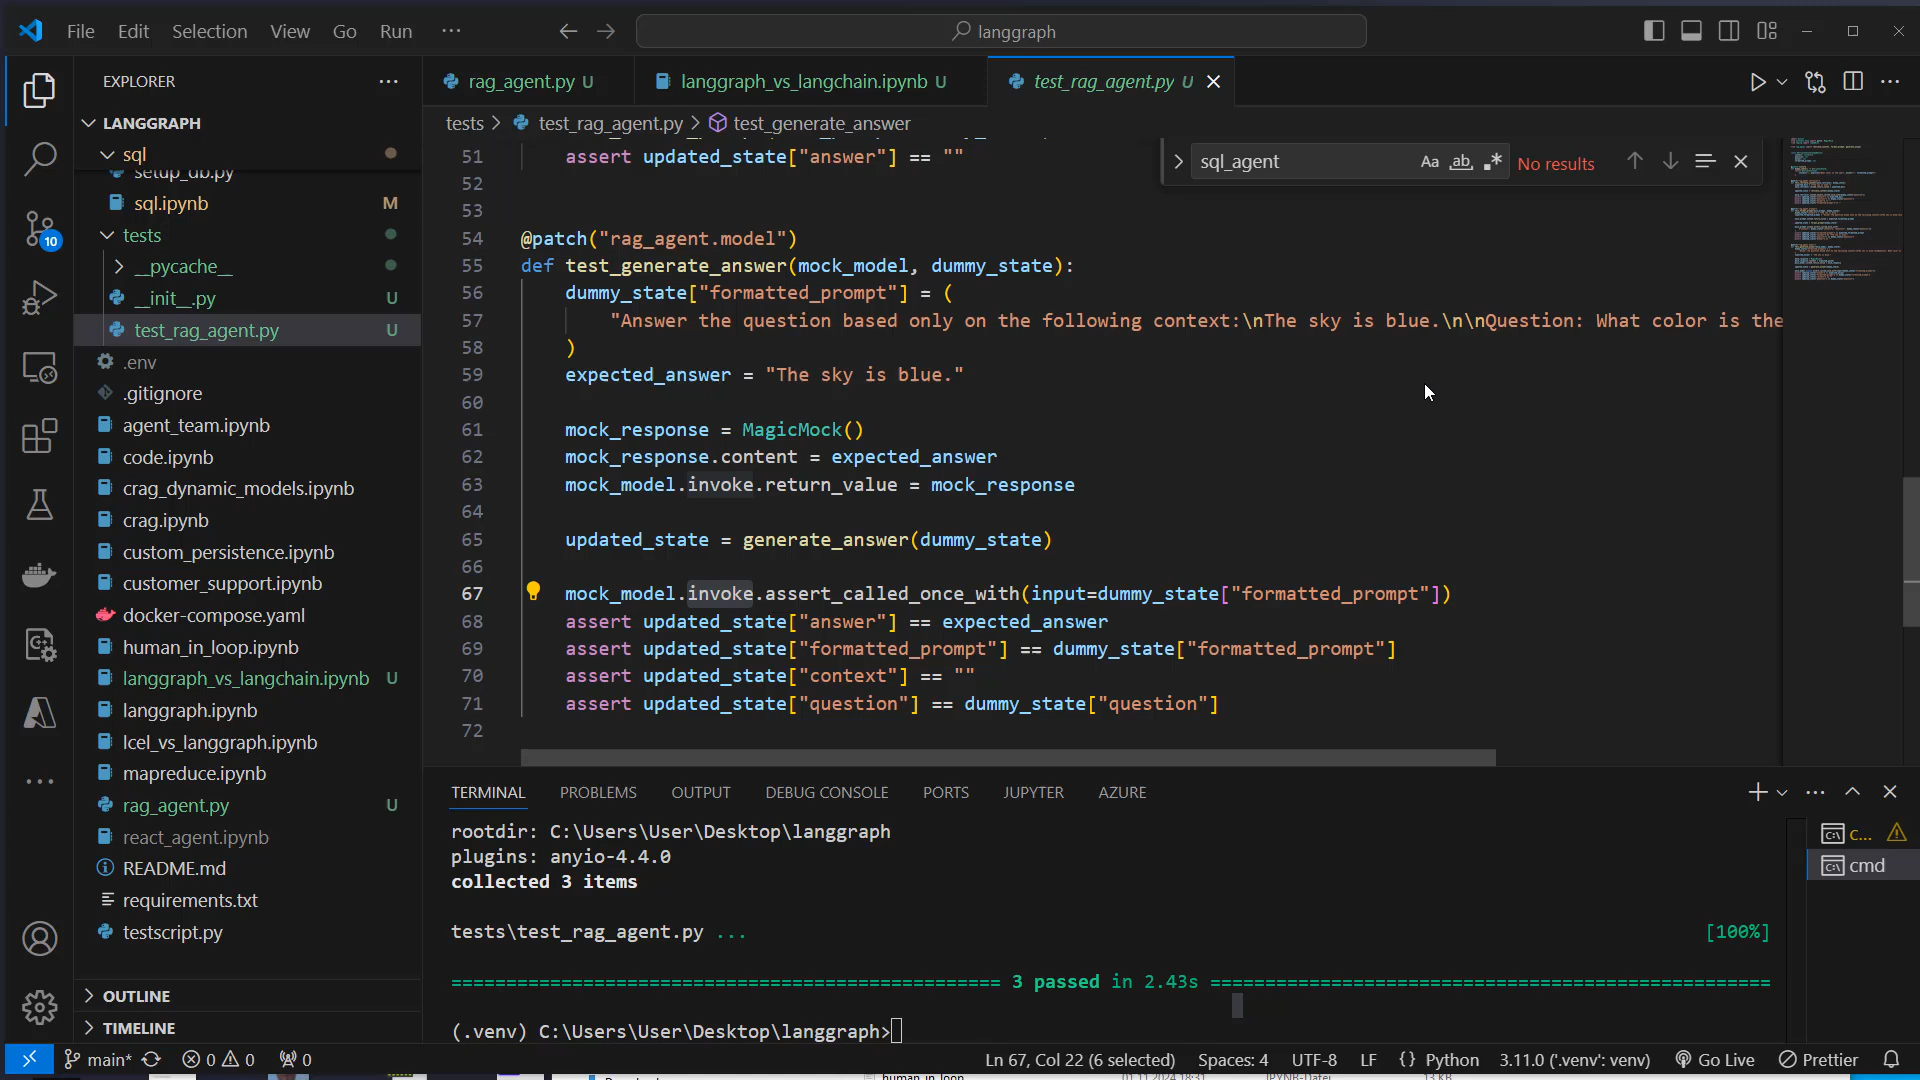 File Edit Selection View Go Run ···
langgraph
EXPLORER
LANGGRAPH
sql
setup_db.py
sql.ipynb M
tests
__pycache__
__init__.py U
test_rag_agent.py U
.env
.gitignore
agent_team.ipynb
code.ipynb
crag_dynamic_models.ipynb
crag.ipynb
custom_persistence.ipynb
customer_support.ipynb
docker-compose.yaml
human_in_loop.ipynb
langgraph_vs_langchain.ipynb U
langgraph.ipynb
lcel_vs_langgraph.ipynb
mapreduce.ipynb
rag_agent.py U
react_agent.ipynb
README.md
requirements.txt
testscript.py
OUTLINE
TIMELINE
10
rag_agent.py U
langgraph_vs_langchain.ipynb U
test_rag_agent.py U
tests > test_rag_agent.py > test_generate_answer
sql_agent Aa ab No results
51 assert updated_state["answer"] == ""
52
53
54 @patch("rag_agent.model")
55 def test_generate_answer(mock_model, dummy_state):
56 dummy_state["formatted_prompt"] = (
57 "Answer the question based only on the following context:\nThe sky is blue.\n\nQuestion: What color is the
58 )
59 expected_answer = "The sky is blue."
60
61 mock_response = MagicMock()
62 mock_response.content = expected_answer
63 mock_model.invoke.return_value = mock_response
64
65 updated_state = generate_answer(dummy_state)
66
67 mock_model.invoke.assert_called_once_with(input=dummy_state["formatted_prompt"])
68 assert updated_state["answer"] == expected_answer
69 assert updated_state["formatted_prompt"] == dummy_state["formatted_prompt"]
70 assert updated_state["context"] == ""
71 assert updated_state["question"] == dummy_state["question"]
72
TERMINAL PROBLEMS OUTPUT DEBUG CONSOLE PORTS JUPYTER AZURE
rootdir: C:\Users\User\Desktop\langgraph
plugins: anyio-4.4.0
collected 3 items
tests\test_rag_agent.py ... [100%]
3 passed in 2.43s
(.venv) C:\Users\User\Desktop\langgraph>
c...
cmd
main* 0 0 0
Ln 67, Col 22 (6 selected) Spaces: 4 UTF-8 LF {} Python 3.11.0 ('.venv': venv) Go Live Prettier